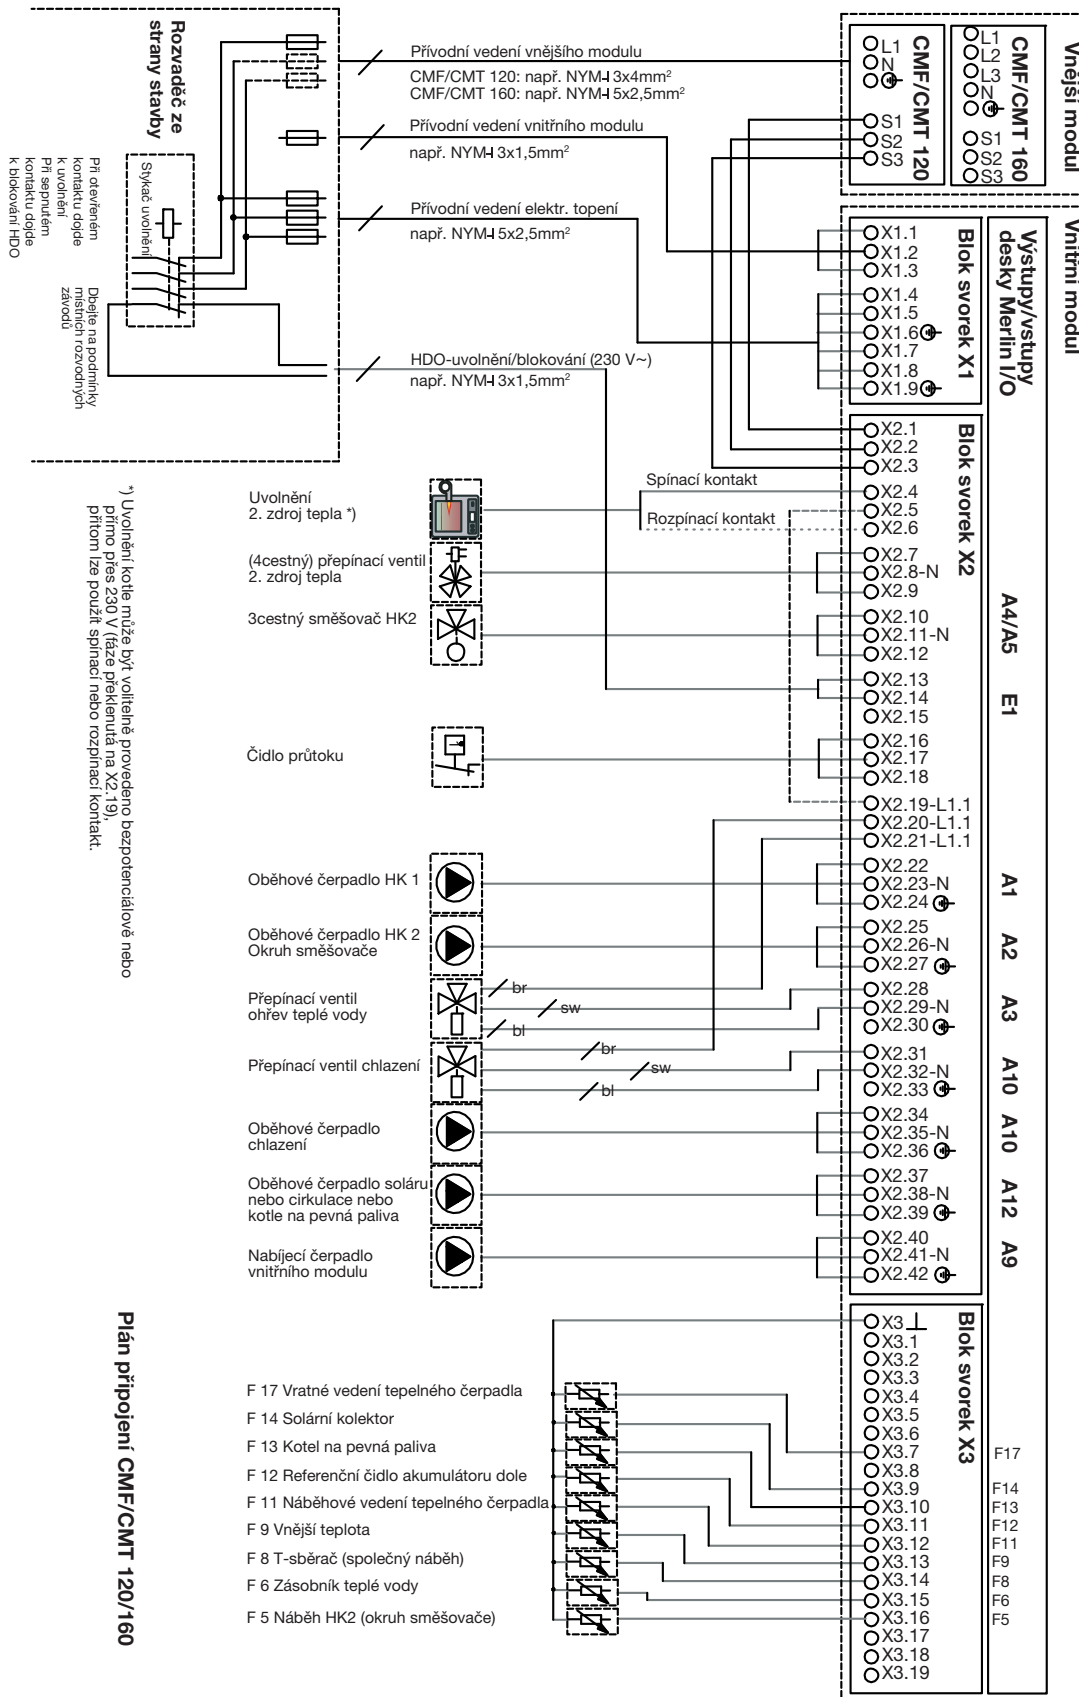 Vnější modul
CMF/CMT 160
L1
L2
L3
N
S1
S2
S3
CMF/CMT 120
L1
N
S1
S2
S3
Vnitřní modul
Výstupy/vstupy
desky Merlin I/O
Blok svorek X1
X1.1
X1.2
X1.3
X1.4
X1.5
X1.6
X1.7
X1.8
X1.9
Blok svorek X2
X2.1
X2.2
X2.3
X2.4
X2.5
X2.6
X2.7
X2.8-N
X2.9
X2.10
X2.11-N
X2.12
X2.13
X2.14
X2.15
X2.16
X2.17
X2.18
X2.19-L1.1
X2.20-L1.1
X2.21-L1.1
X2.22
X2.23-N
X2.24
X2.25
X2.26-N
X2.27
X2.28
X2.29-N
X2.30
X2.31
X2.32-N
X2.33
X2.34
X2.35-N
X2.36
X2.37
X2.38-N
X2.39
X2.40
X2.41-N
X2.42
A4/A5
E1
A1
A2
A3
A10
A10
A12
A9
Blok svorek X3
X3
X3.1
X3.2
X3.3
X3.4
X3.5
X3.6
X3.7
X3.8
X3.9
X3.10
X3.11
X3.12
X3.13
X3.14
X3.15
X3.16
X3.17
X3.18
X3.19
F17
F14
F13
F12
F11
F9
F8
F6
F5
Přívodní vedení vnějšího modulu
CMF/CMT 120: např. NYM-J 3x4mm²
CMF/CMT 160: např. NYM-J 5x2,5mm²
Přívodní vedení vnitřního modulu
např. NYM-J 3x1,5mm²
Přívodní vedení elektr. topení
např. NYM-J 5x2,5mm²
HDO-uvolnění/blokování (230 V~)
např. NYM-J 3x1,5mm²
Rozvaděč ze
strany stavby
Stykač uvolnění
Při otevřeném
kontaktu dojde
k uvolnění
Při sepnutém
kontaktu dojde
k blokování HDO
Dbejte na podmínky
místních rozvodných
závodů
Spínací kontakt
Rozpínací kontakt
Uvolnění
2. zdroj tepla *)
(4cestný) přepínací ventil
2. zdroj tepla
3cestný směšovač HK2
Čidlo průtoku
Oběhové čerpadlo HK 1
Oběhové čerpadlo HK 2
Okruh směšovače
Přepínací ventil
ohřev teplé vody
br
sw
bl
Přepínací ventil chlazení
br
sw
bl
Oběhové čerpadlo
chlazení
Oběhové čerpadlo soláru
nebo cirkulace nebo
kotle na pevná paliva
Nabíjecí čerpadlo
vnitřního modulu
*) Uvolnění kotle může být volitelně provedeno bezpotenciálově nebo
přímo přes 230 V (fáze překlenutá na X2.19),
přitom lze použít spínací nebo rozpínací kontakt.
F 17 Vratné vedení tepelného čerpadla
F 14 Solární kolektor
F 13 Kotel na pevná paliva
F 12 Referenční čidlo akumulátoru dole
F 11 Náběhové vedení tepelného čerpadla
F 9 Vnější teplota
F 8 T-sběrač (společný náběh)
F 6 Zásobník teplé vody
F 5 Náběh HK2 (okruh směšovače)
Plán připojení CMF/CMT 120/160